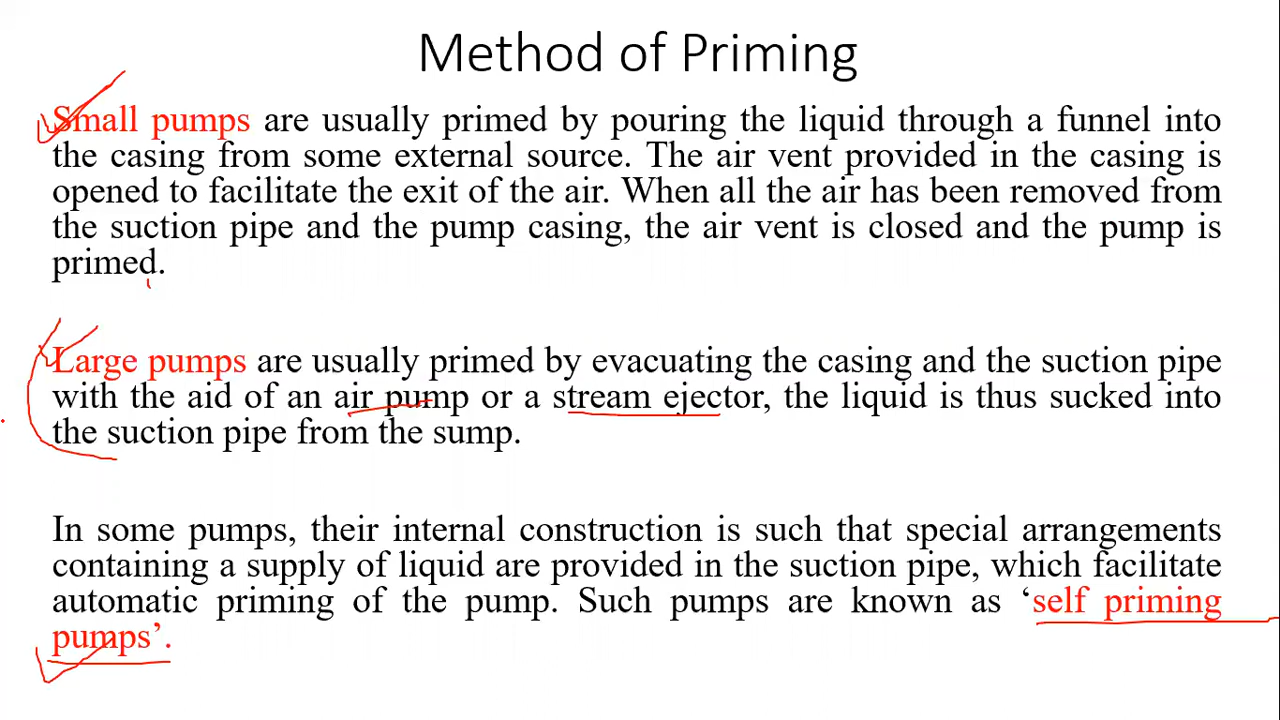 Method of Priming
Small pumps are usually primed by pouring the liquid through a funnel into
the casing from some external source. The air vent provided in the casing is
opened to facilitate the exit of the air. When all the air has been removed from
the suction pipe and the pump casing, the air vent is closed and the pump is
primed.
Large pumps are usually primed by evacuating the casing and the suction pipe
with the aid of an air pump or a stream ejector, the liquid is thus sucked into
the suction pipe from the sump.
In some pumps, their internal construction is such that special arrangements
containing a supply of liquid are provided in the suction pipe, which facilitate
automatic priming of the pump. Such pumps are known as ‘self priming
pumps’.